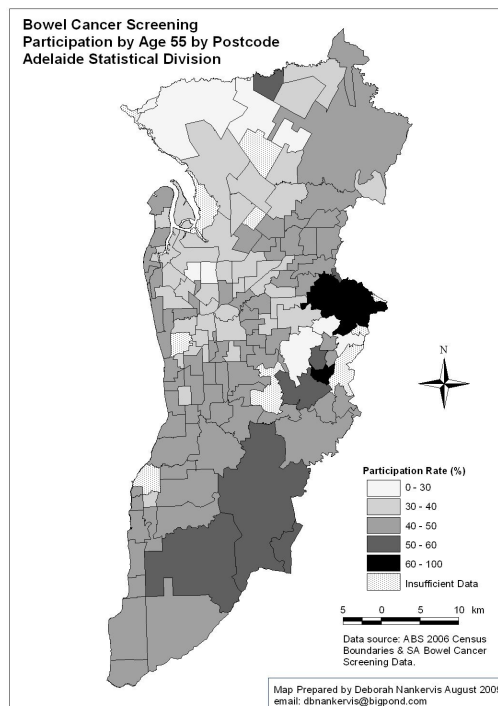 Bowel Cancer Screening
Participation by Age 55 by Postcode
Adelaide Statistical Division
N
Participation Rate (%)
0 - 30
30 - 40
40 - 50
50 - 60
60 - 100
Insufficient Data
5 0 5 10 km
Data source: ABS 2006 Census
Boundaries & SA Bowel Cancer
Screening Data.
Map Prepared by Deborah Nankervis August 2009
email: dbnankervis@bigpond.com